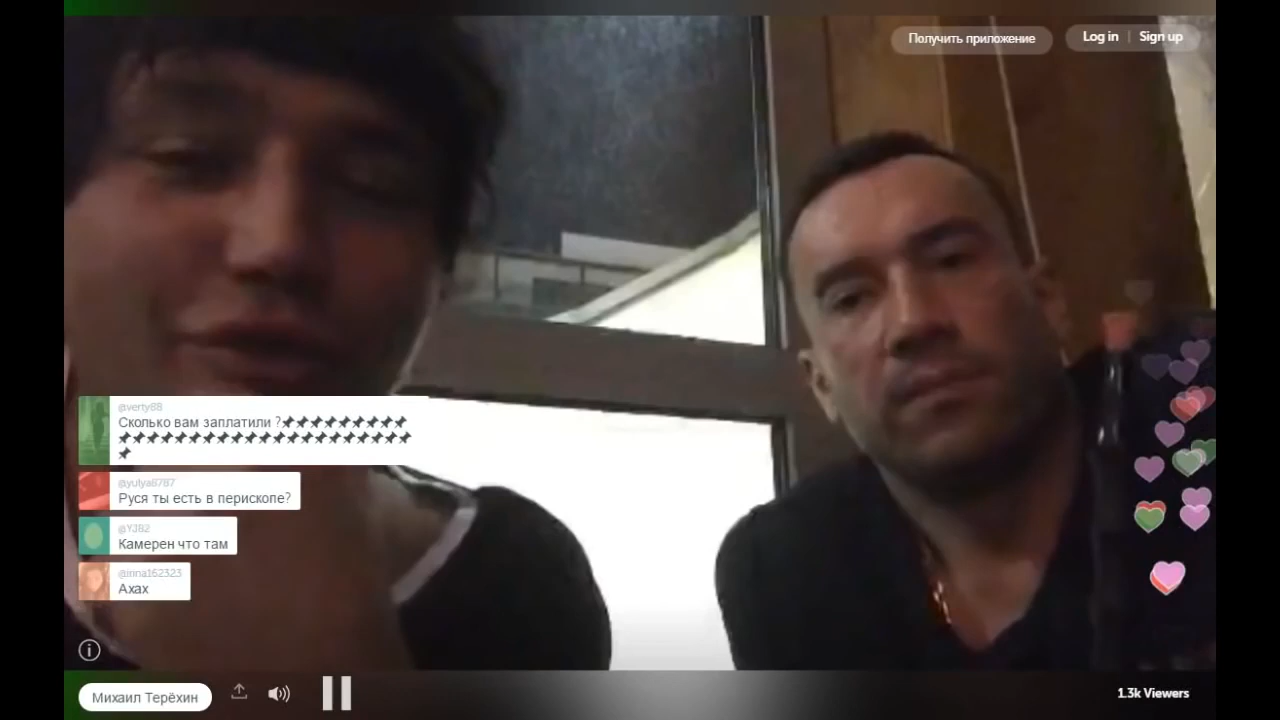 Получить приложение
Log in | Sign up
@verty88
Сколько вам заплатили ?
@yulya8787
Руся ты есть в перископе?
@YJB2
Камерен что там
@irina162323
Ахах
Михаил Терёхин
1.3k Viewers